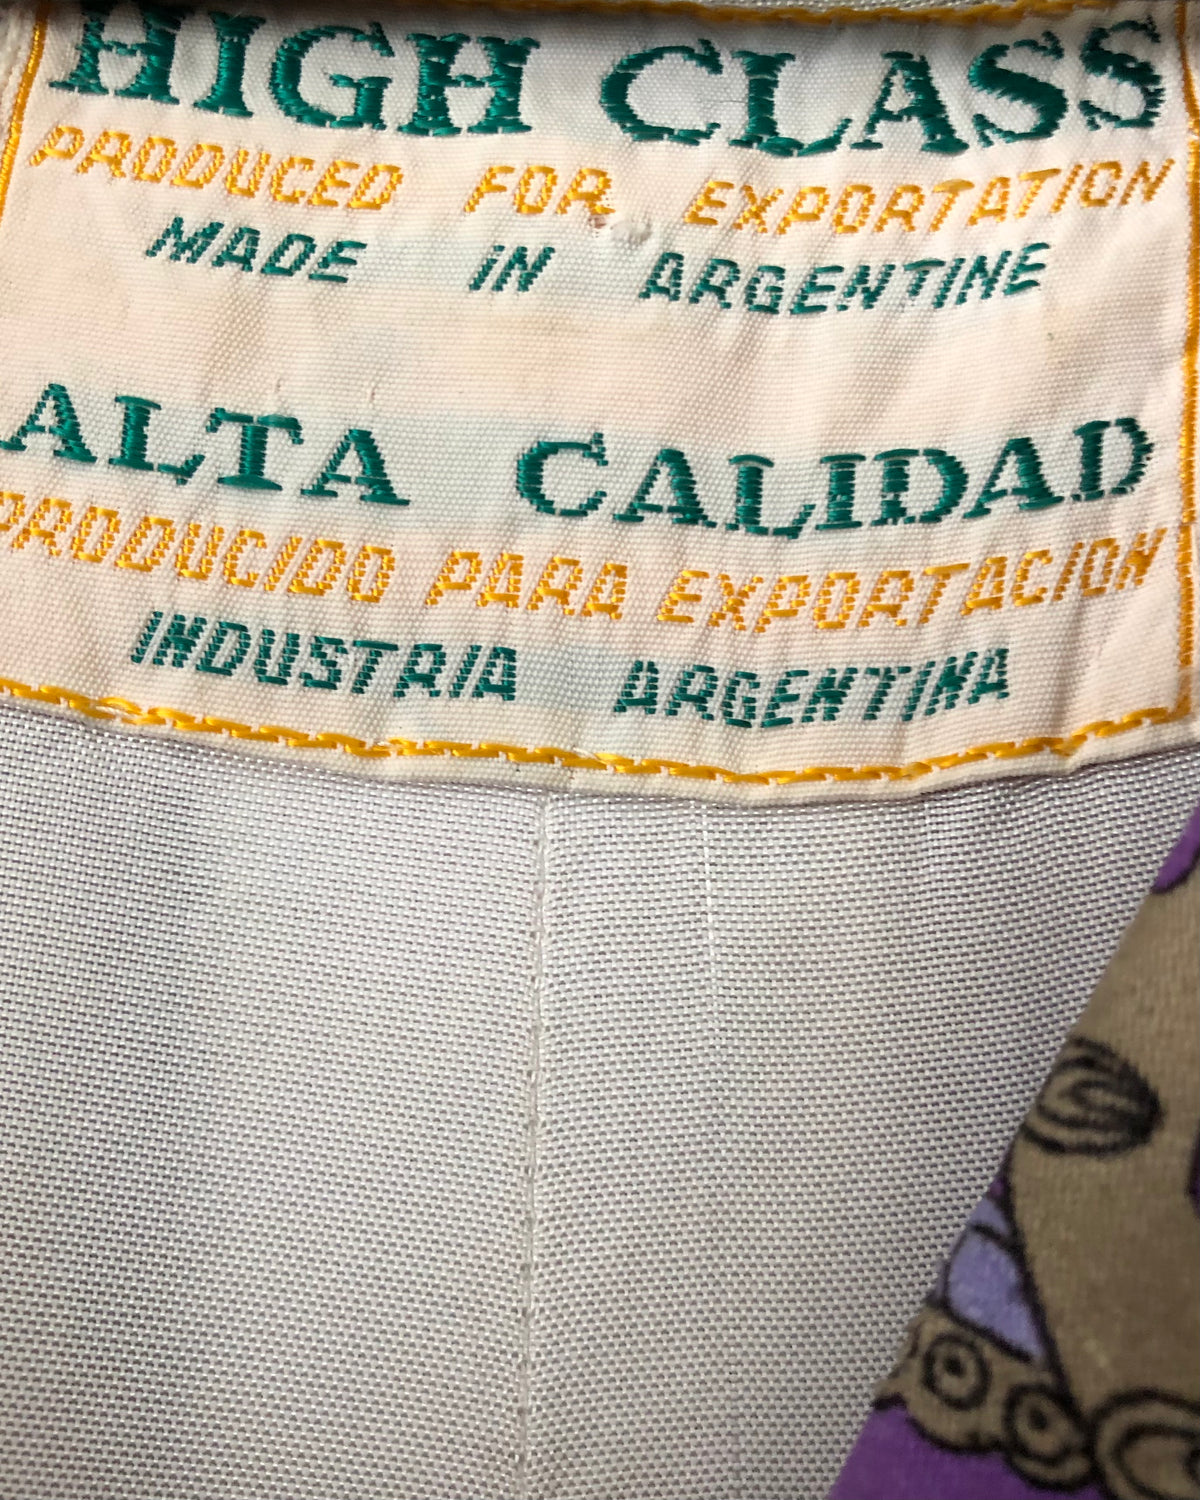 HIGH CLASS
PRODUCED FOR EXPORTATION
MADE iN ARGENTINE
ALTA CALIDAD
PRODUCIDO PARA EXPORTACION
INDUSTRIA ARGENTINA